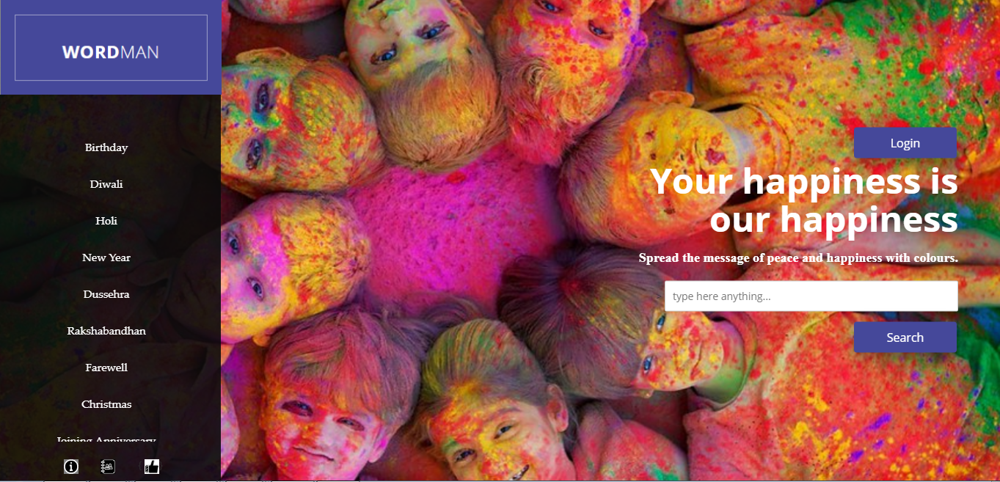 WORDMAN
Birthday
Diwali
Holi
New Year
Dussehra
Rakshabandhan
Farewell
Christmas
Joining Anniversary
Login
Your happiness is
our happiness
Spread the message of peace and happiness with colours.
type here anything...
Search